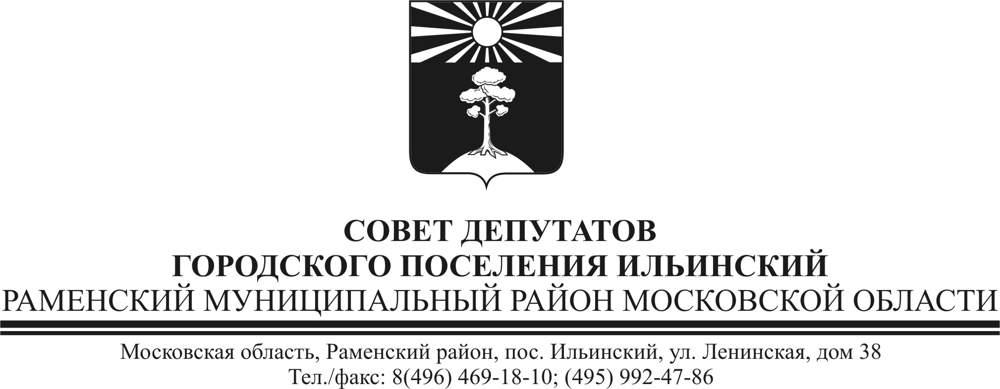 СОВЕТ ДЕПУТАТОВ
ГОРОДСКОГО ПОСЕЛЕНИЯ ИЛЬИНСКИЙ
РАМЕНСКИЙ МУНИЦИПАЛЬНЫЙ РАЙОН МОСКОВСКОЙ ОБЛАСТИ
Московская область, Раменский район, пос. Ильинский, ул. Ленинская, дом 38
Тел./факс: 8(496) 469-18-10; (495) 992-47-86